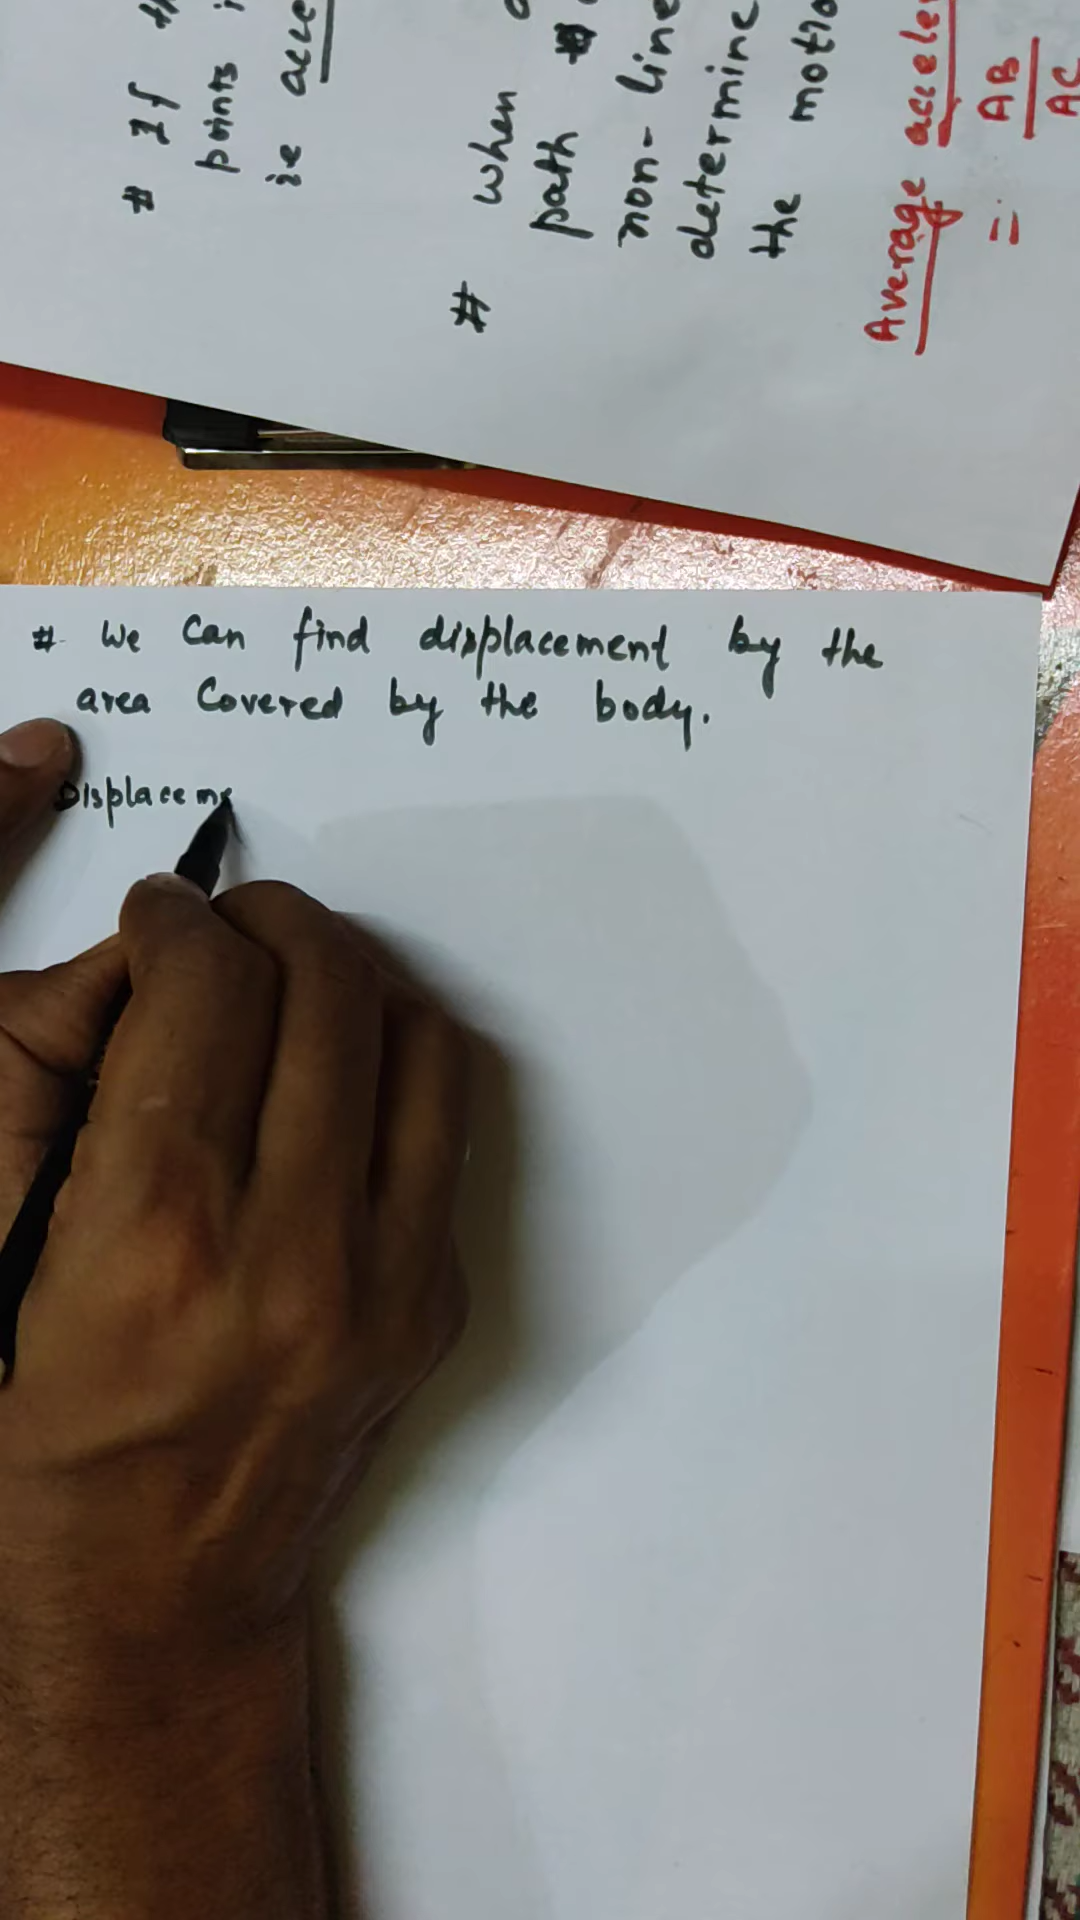 # If
points
ie acce
# when
path
non-line
determine
the motio
Average accele
= AB
AC
# We Can find displacement by the
area Covered by the body.
Displaceme